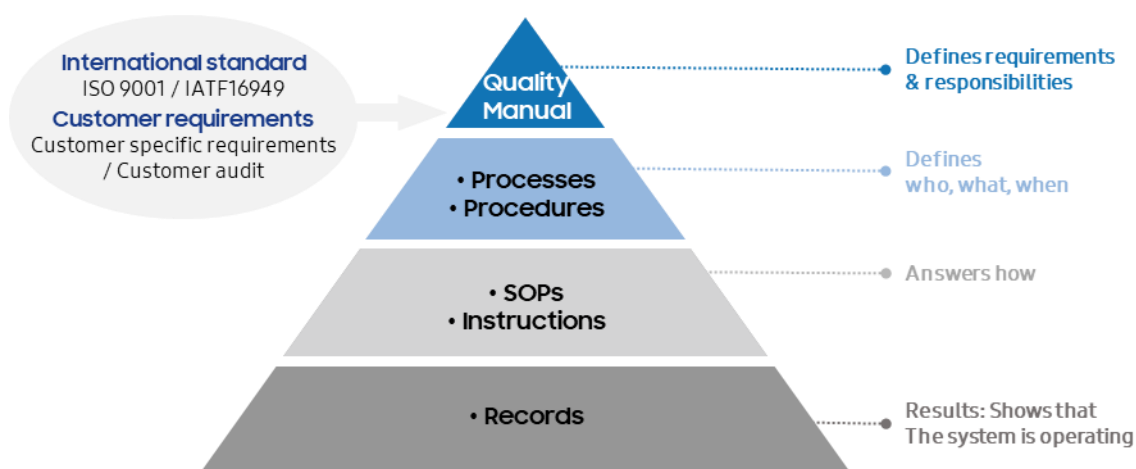 International standard
ISO 9001 / IATF16949
Customer requirements
Customer specific requirements
/ Customer audit
Quality
Manual
Defines requirements
& responsibilities
• Processes
• Procedures
Defines
who, what, when
• SOPs
• Instructions
Answers how
• Records
Results: Shows that
The system is operating